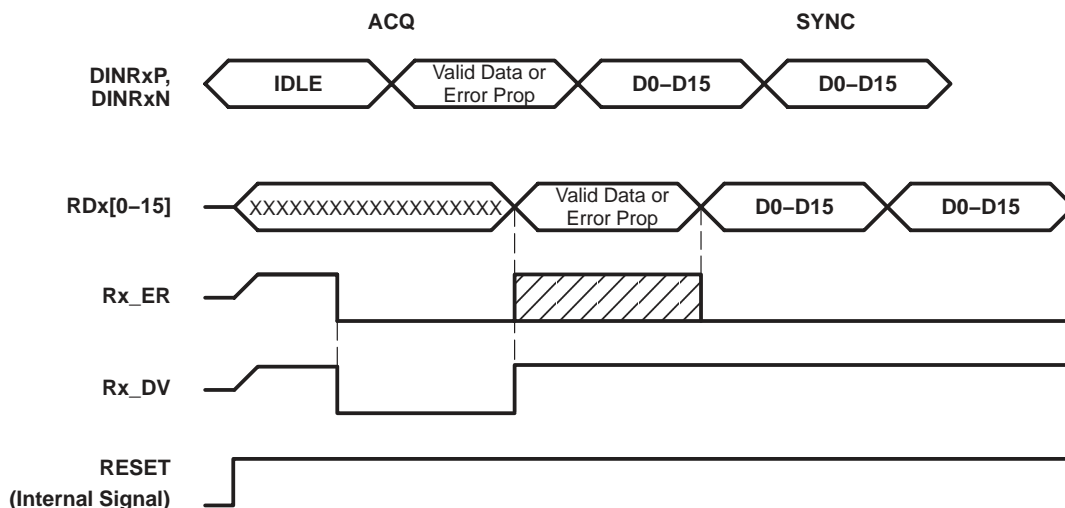 ACQ SYNC
DINRxP,
DINRxN
IDLE
Valid Data or
Error Prop
D0–D15
D0–D15
RDx[0–15]
XXXXXXXXXXXXXXXXXXX
Valid Data or
Error Prop
D0–D15
D0–D15
Rx_ER
Rx_DV
RESET
(Internal Signal)